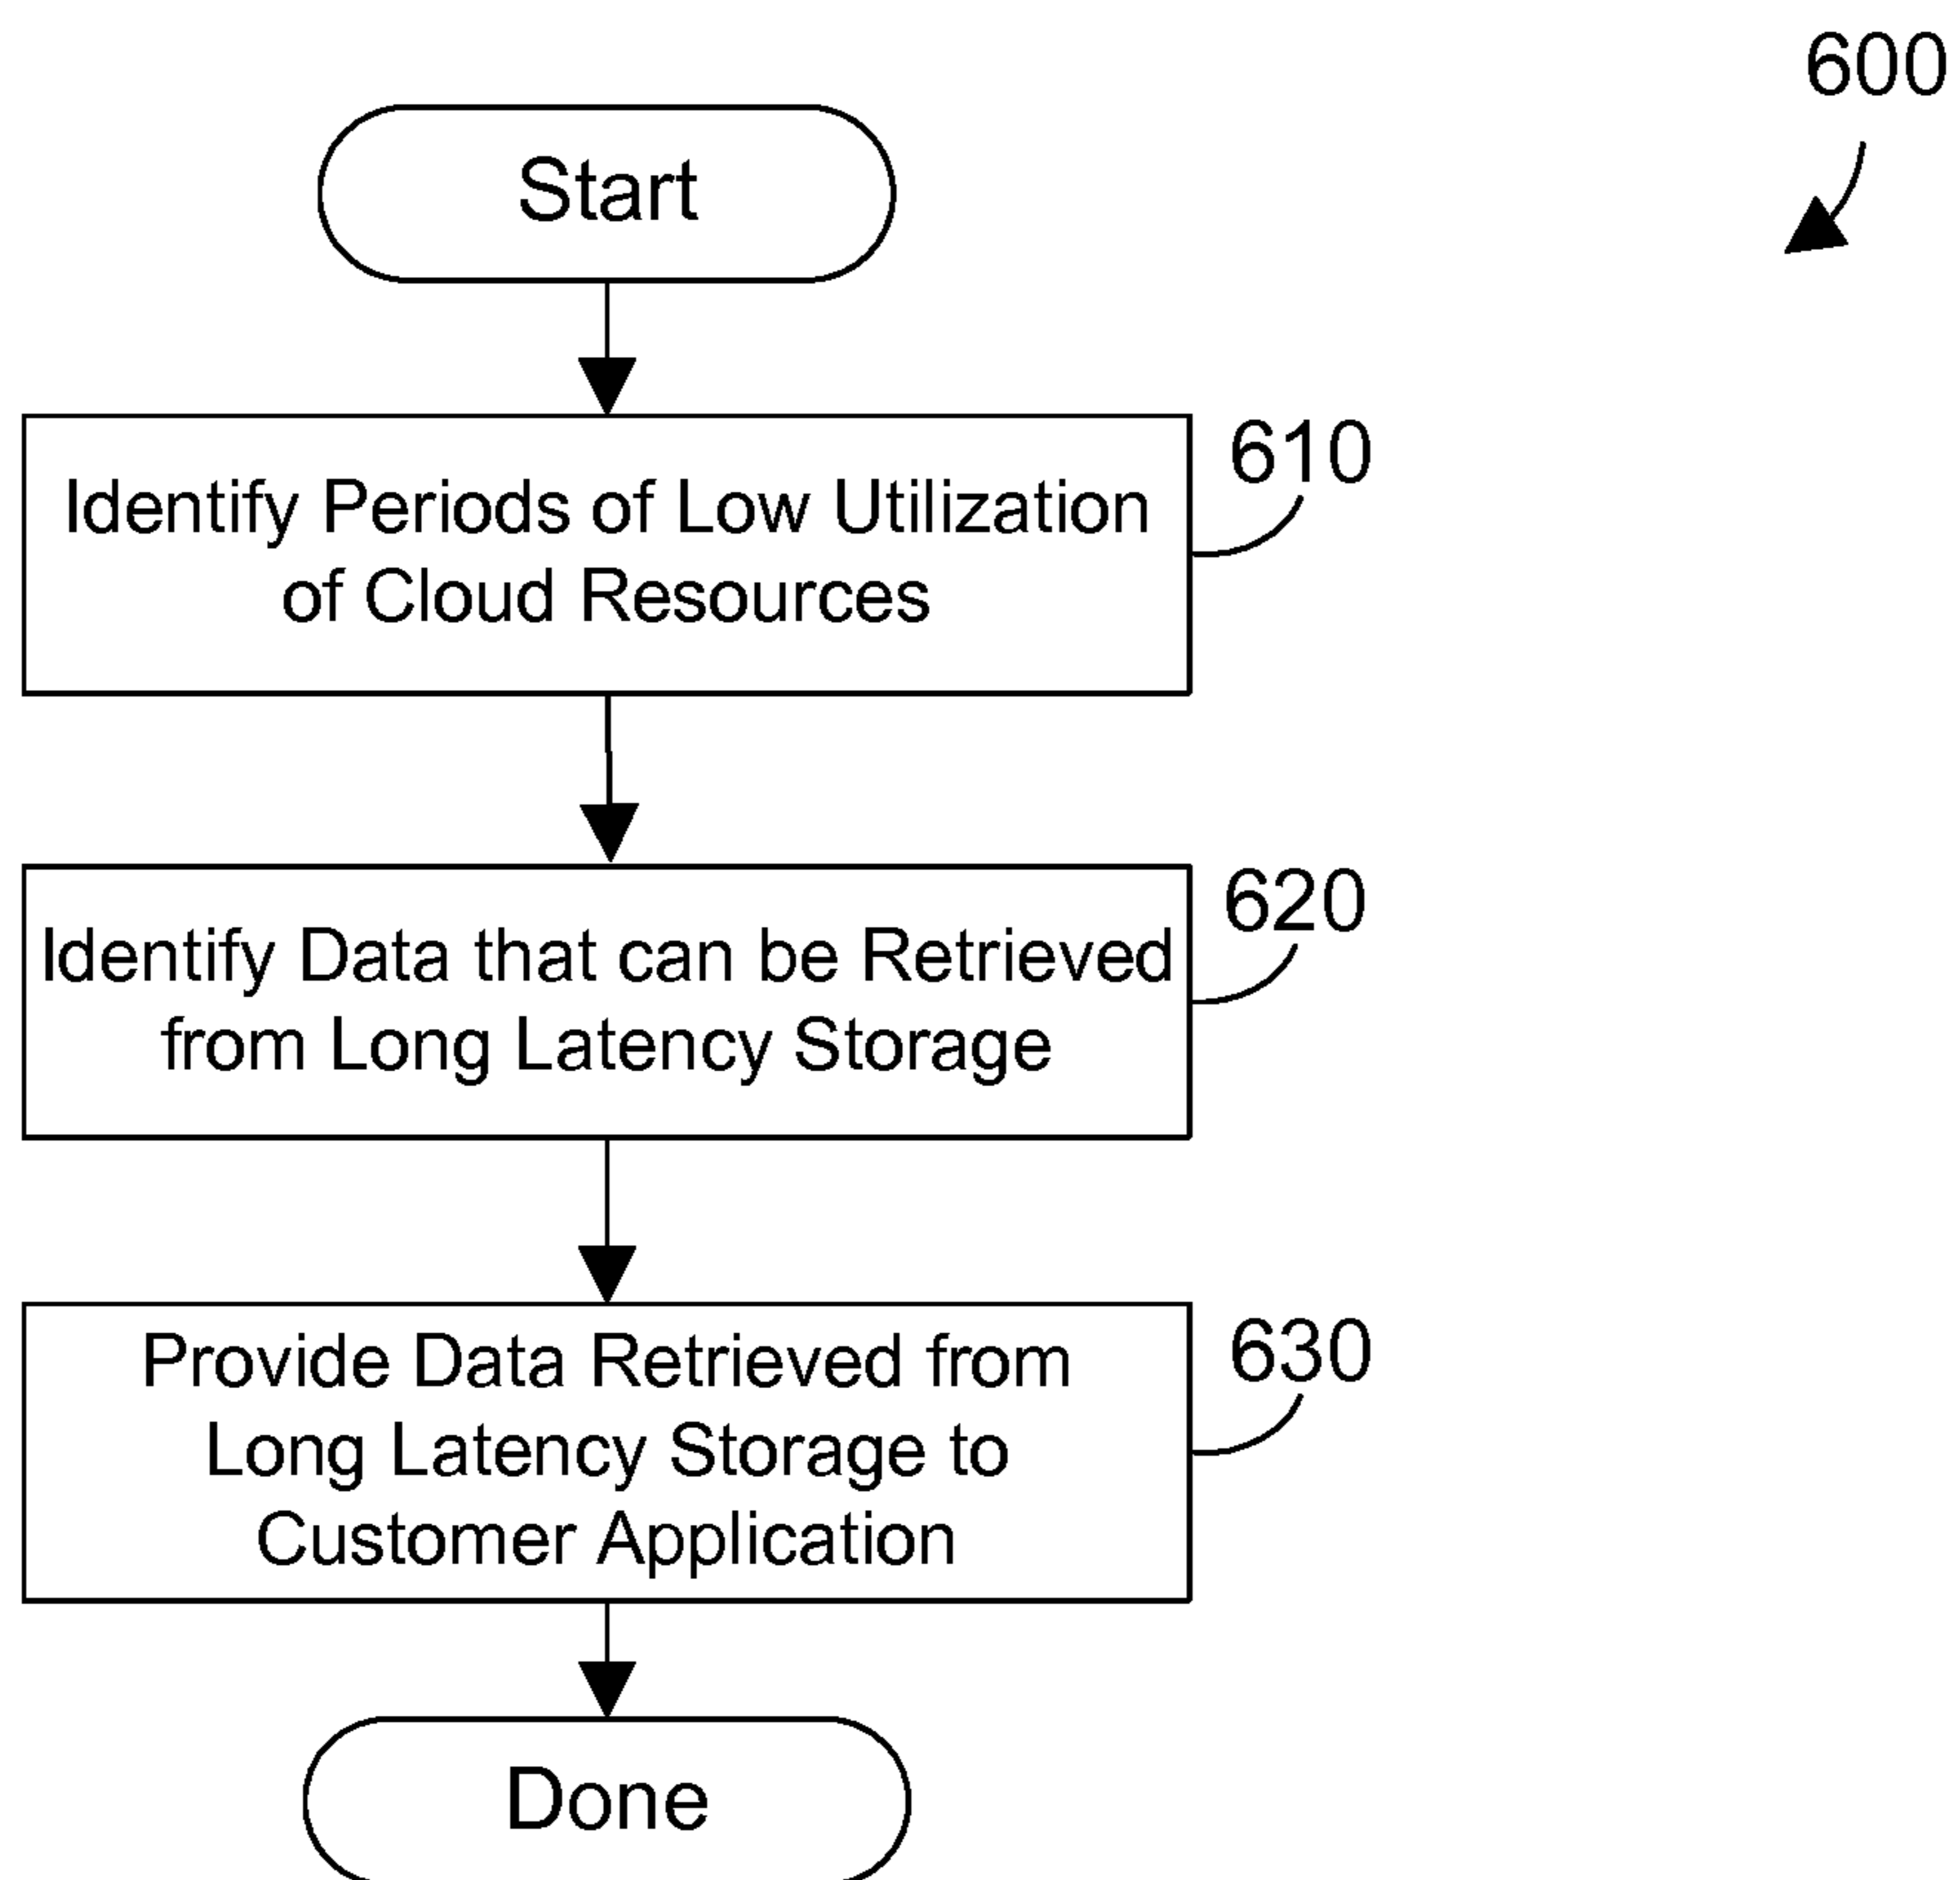 600
Start
610
Identify Periods of Low Utilization
of Cloud Resources
620
Identify Data that can be Retrieved
from Long Latency Storage
630
Provide Data Retrieved from
Long Latency Storage to
Customer Application
Done